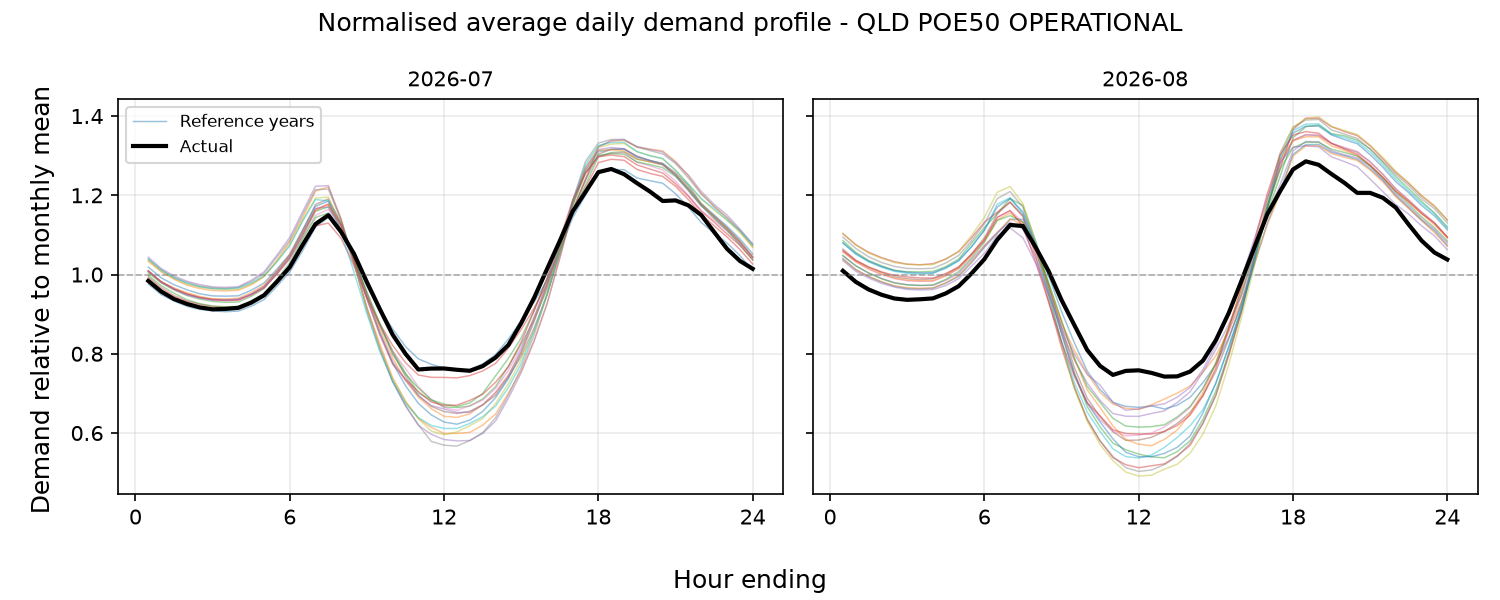 Normalised average daily demand profile - QLD POE50 OPERATIONAL
2026-07
2026-08
Demand relative to monthly mean
1.4
1.2
1.0
0.8
0.6
Reference years
Actual
0 6 12 18 24
0 6 12 18 24
Hour ending